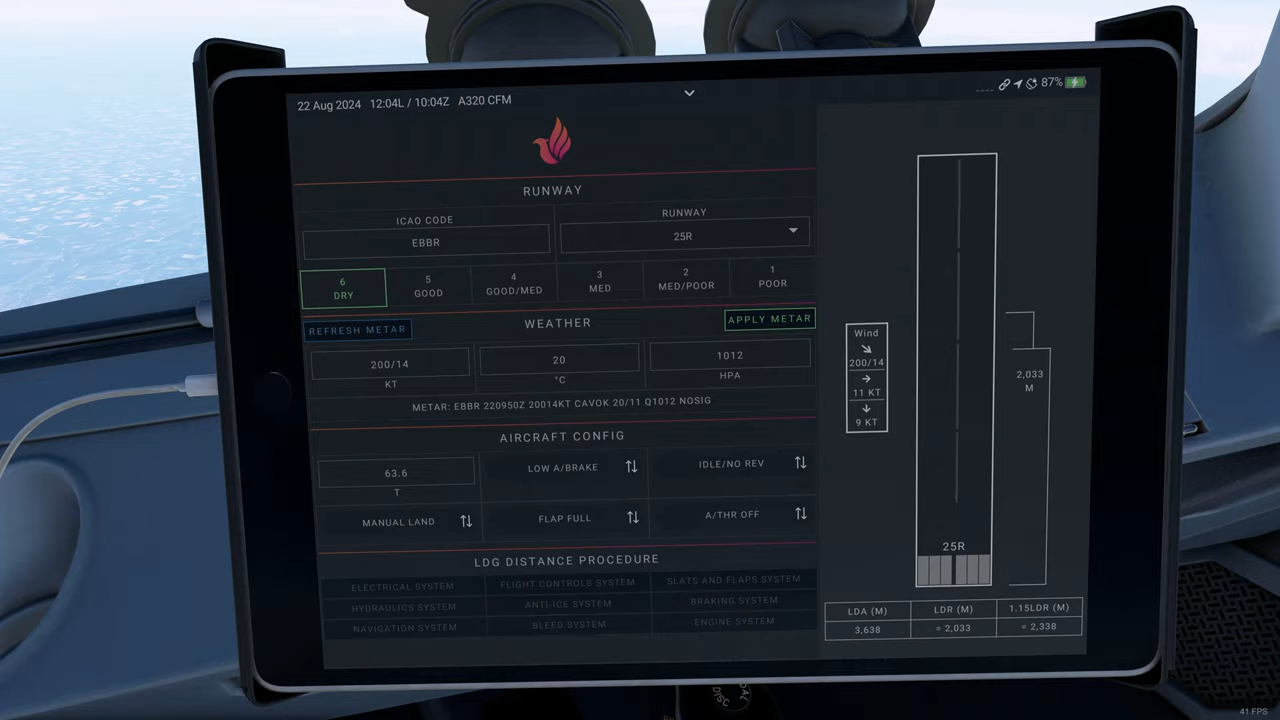 22 Aug 2024 12:04L / 10:04Z A320 CFM
87%
RUNWAY
ICAO CODE
EBBR
RUNWAY
25R
6
DRY
5
GOOD
4
GOOD/MED
3
MED
2
MED/POOR
1
POOR
REFRESH METAR
WEATHER
APPLY METAR
200/14
KT
20
°C
1012
HPA
METAR: EBBR 220950Z 20014KT CAVOK 20/11 Q1012 NOSIG
AIRCRAFT CONFIG
63.6
T
LOW A/BRAKE
IDLE/NO REV
MANUAL LAND
FLAP FULL
A/THR OFF
LDG DISTANCE PROCEDURE
ELECTRICAL SYSTEM
FLIGHT CONTROLS SYSTEM
SLATS AND FLAPS SYSTEM
HYDRAULICS SYSTEM
ANTI-ICE SYSTEM
BRAKING SYSTEM
NAVIGATION SYSTEM
BLEED SYSTEM
ENGINE SYSTEM
Wind
200/14
11 KT
9 KT
2,033
M
25R
LDA (M) LDR (M) 1.15LDR (M)
3,638 = 2,033 = 2,338
DISC
41 FPS